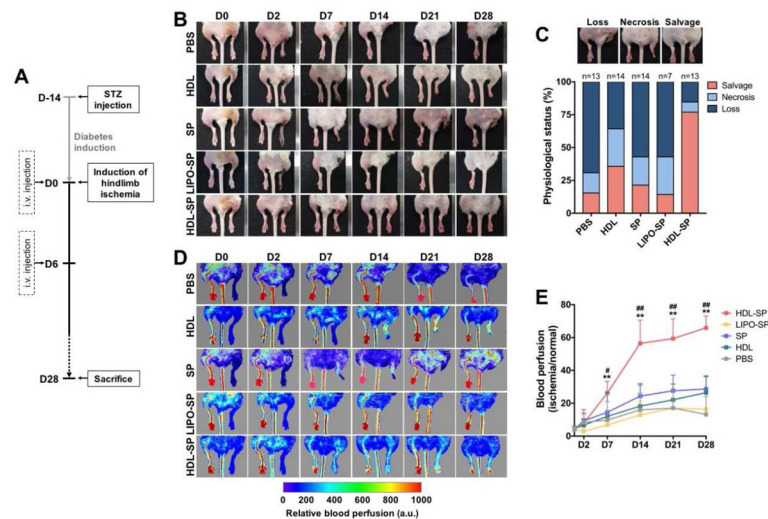 A
D-14
STZ
injection
Diabetes
induction
i.v. injection
D0
Induction of
hindlimb
ischemia
i.v. injection
D6
D28
Sacrifice
B
D0 D2 D7 D14 D21 D28
PBS
HDL
SP
LIPO-SP
HDL-SP
C
Loss Necrosis Salvage
n=13 n=14 n=14 n=7 n=13
Salvage
Necrosis
Loss
Physiological status (%)
100
75
50
25
0
PBS HDL SP LIPO-SP HDL-SP
D
D0 D2 D7 D14 D21 D28
PBS
HDL
SP
LIPO-SP
HDL-SP
0 200 400 600 800 1000
Relative blood perfusion (a.u.)
E
Blood perfusion
(ischemia/normal)
80
60
40
20
0
# ## ## ##
** ** ** **
HDL-SP
LIPO-SP
SP
HDL
PBS
D2 D7 D14 D21 D28